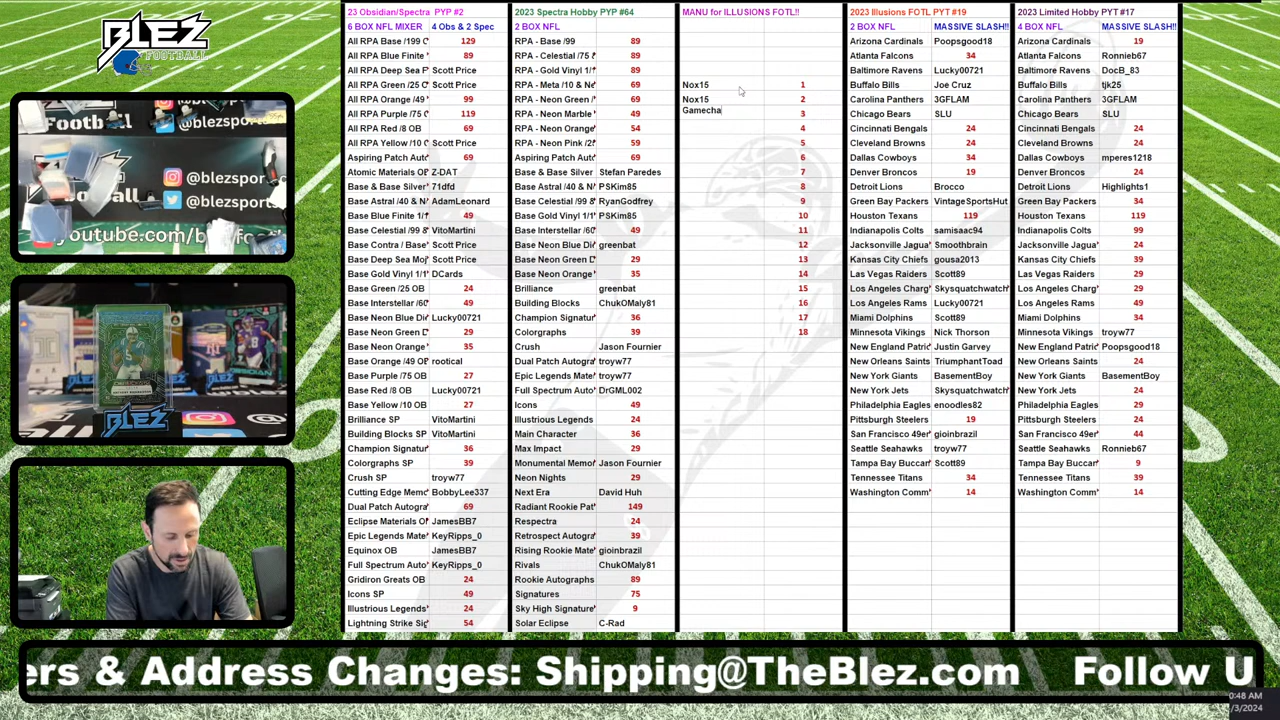 BLEZ
FOOTBALL
23 Obsidian/Spectra PYP #2
6 BOX NFL MIXER 4 Obs & 2 Spec
All RPA Base /199 129
All RPA Blue Finite 89
All RPA Deep Sea Scott Price
All RPA Green /25 Scott Price
All RPA Orange /49 99
All RPA Purple /75 119
All RPA Red /8 OB 69
All RPA Yellow /10 Scott Price
Aspiring Patch Aut 69
Atomic Materials O Z-DAT
Base & Base Silver 71dfd
Base Astral /40 & N AdamLeonard
Base Blue Finite 1/1 49
Base Celestial /99 & VitoMartini
Base Contra / Base Scott Price
Base Deep Sea Moj Scott Price
Base Gold Vinyl 1/1 DCards
Base Green /25 OB 24
Base Interstellar /60 49
Base Neon Blue Di Lucky00721
Base Neon Green 29
Base Neon Orange 35
Base Orange /49 OB rootical
Base Purple /75 OB 27
Base Red /8 OB Lucky00721
Base Yellow /10 OB 27
Brilliance SP VitoMartini
Building Blocks SP VitoMartini
Champion Signatur 36
Colorgraphs SP 39
Crush SP troyw77
Cutting Edge Memo BobbyLee337
Dual Patch Autogra 69
Eclipse Materials O JamesBB7
Epic Legends Mate KeyRipps_0
Equinox OB JamesBB7
Full Spectrum Auto KeyRipps_0
Gridiron Greats OB 24
Icons SP 49
Illustrious Legends 24
Lightning Strike Sig 54
2023 Spectra Hobby PYP #64
2 BOX NFL
RPA - Base /99 89
RPA - Celestial /75 89
RPA - Gold Vinyl 1/1 89
RPA - Meta /10 & Ne 69
RPA - Neon Green / 69
RPA - Neon Marble 49
RPA - Neon Orange 54
RPA - Neon Pink /2 59
Aspiring Patch Aut 69
Base & Base Silver Stefan Paredes
Base Astral /40 & N PSKim85
Base Celestial /99 & RyanGodfrey
Base Gold Vinyl 1/1 PSKim85
Base Interstellar /60 49
Base Neon Blue Di greenbat
Base Neon Green 29
Base Neon Orange 35
Brilliance greenbat
Building Blocks ChukOMaly81
Champion Signatur 36
Colorgraphs 39
Crush Jason Fournier
Dual Patch Autogra troyw77
Epic Legends Mate troyw77
Full Spectrum Auto DrGML002
Icons 49
Illustrious Legends 24
Main Character 36
Max Impact 29
Monumental Memo Jason Fournier
Neon Nights 29
Next Era David Huh
Radiant Rookie Pat 149
Respectra 24
Retrospect Autogra 39
Rising Rookie Mate gioinbrazil
Rivals ChukOMaly81
Rookie Autographs 89
Signatures 75
Sky High Signature 9
Solar Eclipse C-Rad
MANU for ILLUSIONS FOTL!!
Nox15 1
Nox15 2
Gamecha 3
4
5
6
7
8
9
10
11
12
13
14
15
16
17
18
2023 Illusions FOTL PYT #19
2 BOX NFL MASSIVE SLASH!!
Arizona Cardinals Poopsgood18
Atlanta Falcons 34
Baltimore Ravens Lucky00721
Buffalo Bills Joe Cruz
Carolina Panthers 3GFLAM
Chicago Bears SLU
Cincinnati Bengals 24
Cleveland Browns 24
Dallas Cowboys 34
Denver Broncos 19
Detroit Lions Brocco
Green Bay Packers VintageSportsHut
Houston Texans 119
Indianapolis Colts samisaac94
Jacksonville Jagua Smoothbrain
Kansas City Chiefs gousa2013
Las Vegas Raiders Scott89
Los Angeles Charg Skysquatchwatch
Los Angeles Rams Lucky00721
Miami Dolphins Scott89
Minnesota Vikings Nick Thorson
New England Patri Justin Garvey
New Orleans Saints TriumphantToad
New York Giants BasementBoy
New York Jets Skysquatchwatch
Philadelphia Eagles enoodles82
Pittsburgh Steelers 19
San Francisco 49er gioinbrazil
Seattle Seahawks troyw77
Tampa Bay Buccan Scott89
Tennessee Titans 34
Washington Comm 14
2023 Limited Hobby PYT #17
4 BOX NFL MASSIVE SLASH!!
Arizona Cardinals 19
Atlanta Falcons Ronnieb67
Baltimore Ravens DocB_83
Buffalo Bills tjk25
Carolina Panthers 3GFLAM
Chicago Bears SLU
Cincinnati Bengals 24
Cleveland Browns 24
Dallas Cowboys mperes1218
Denver Broncos 24
Detroit Lions Highlights1
Green Bay Packers 34
Houston Texans 119
Indianapolis Colts 99
Jacksonville Jagua 24
Kansas City Chiefs 39
Las Vegas Raiders 29
Los Angeles Charg 29
Los Angeles Rams 49
Miami Dolphins 34
Minnesota Vikings troyw77
New England Patri Poopsgood18
New Orleans Saints 24
New York Giants BasementBoy
New York Jets 24
Philadelphia Eagles 29
Pittsburgh Steelers 24
San Francisco 49er 44
Seattle Seahawks Ronnieb67
Tampa Bay Buccan 9
Tennessee Titans 39
Washington Comm 14
Football
@blezspor
@blezspor
youtube.com/blezfoot
BLEZ
ers & Address Changes: Shipping@TheBlez.com Follow U
0:48 AM
/3/2024